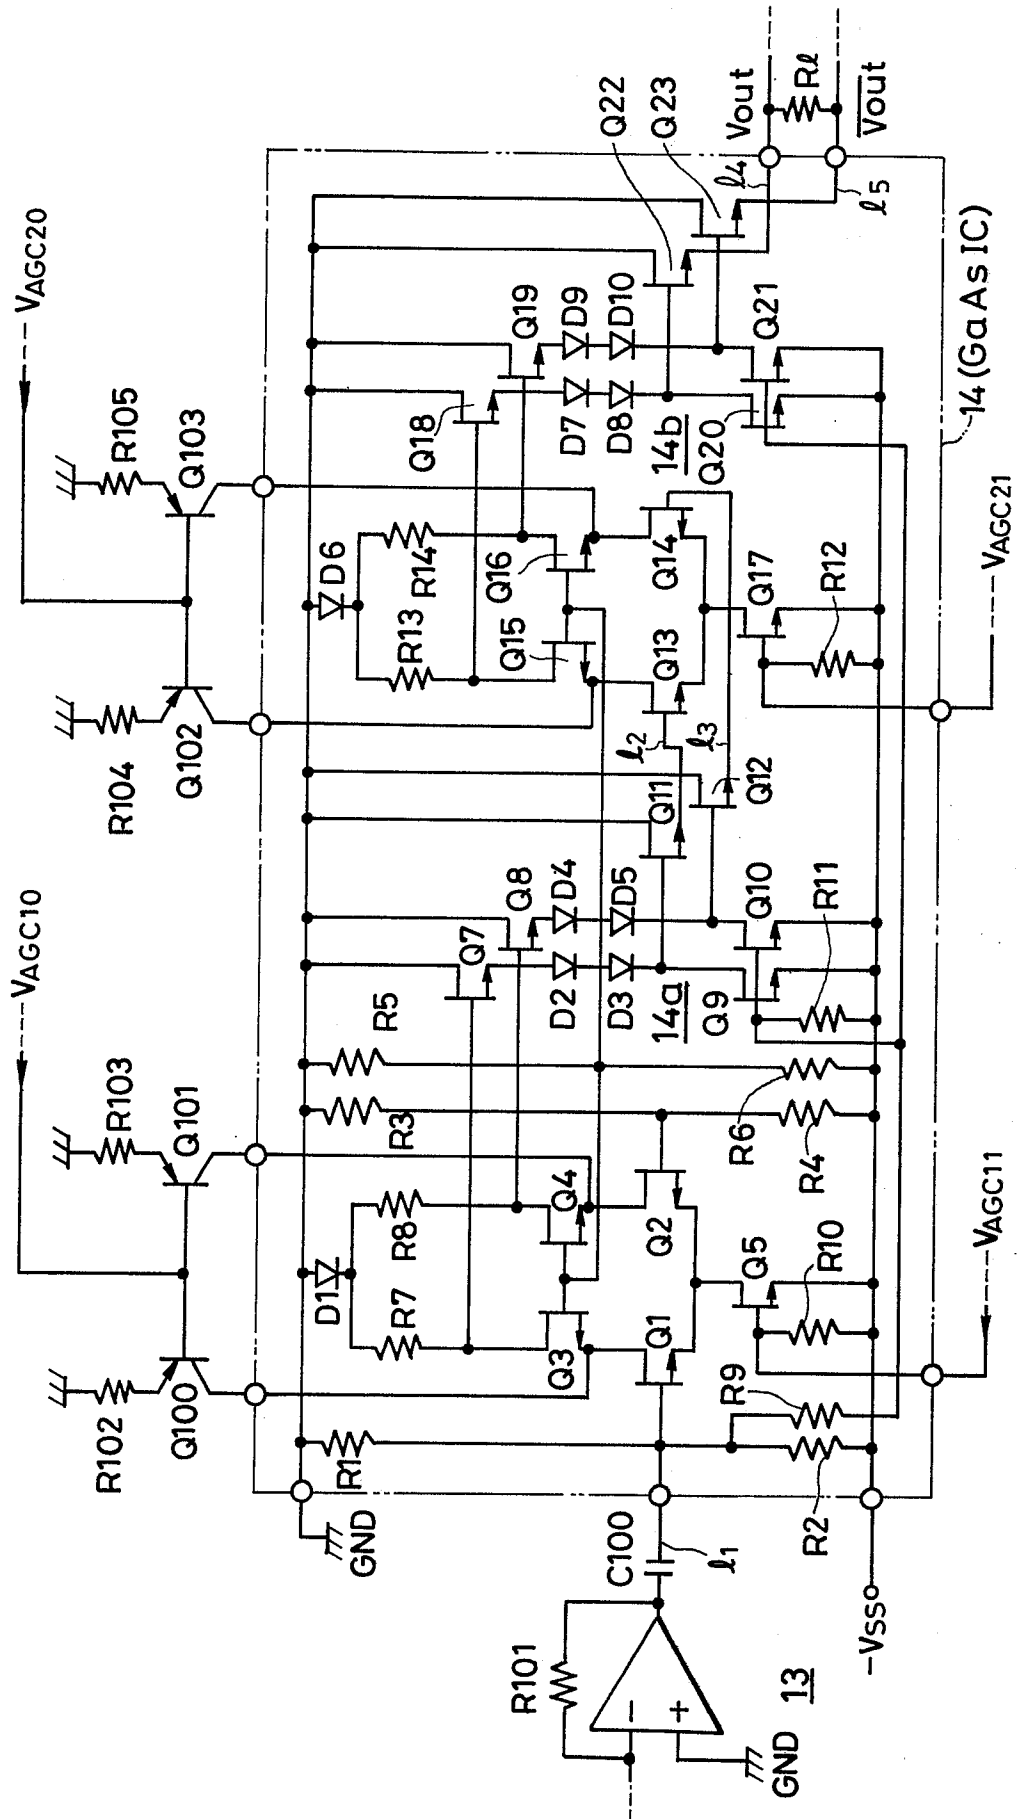 VAGC10
VAGC20
R102
R103
R104
R105
Q100
Q101
Q102
Q103
GND
R1
D1
R7
R8
R3
R5
Q7
Q8
D2
D4
D3
D5
14a
Q3
Q4
Q1
Q2
Q5
R10
R9
R2
R6
R4
Q9
Q10
R11
Q11
Q12
ℓ2
ℓ3
D6
R13
R14
Q15
Q16
Q13
Q14
Q17
R12
Q18
Q19
D7
D9
D8
D10
14b
Q20
Q21
Q22
Q23
ℓ4
ℓ5
Vout
Rℓ
Vout
14 (GaAs IC)
VAGC11
VAGC21
-VSS
C100
ℓ1
R101
-
+
13
GND